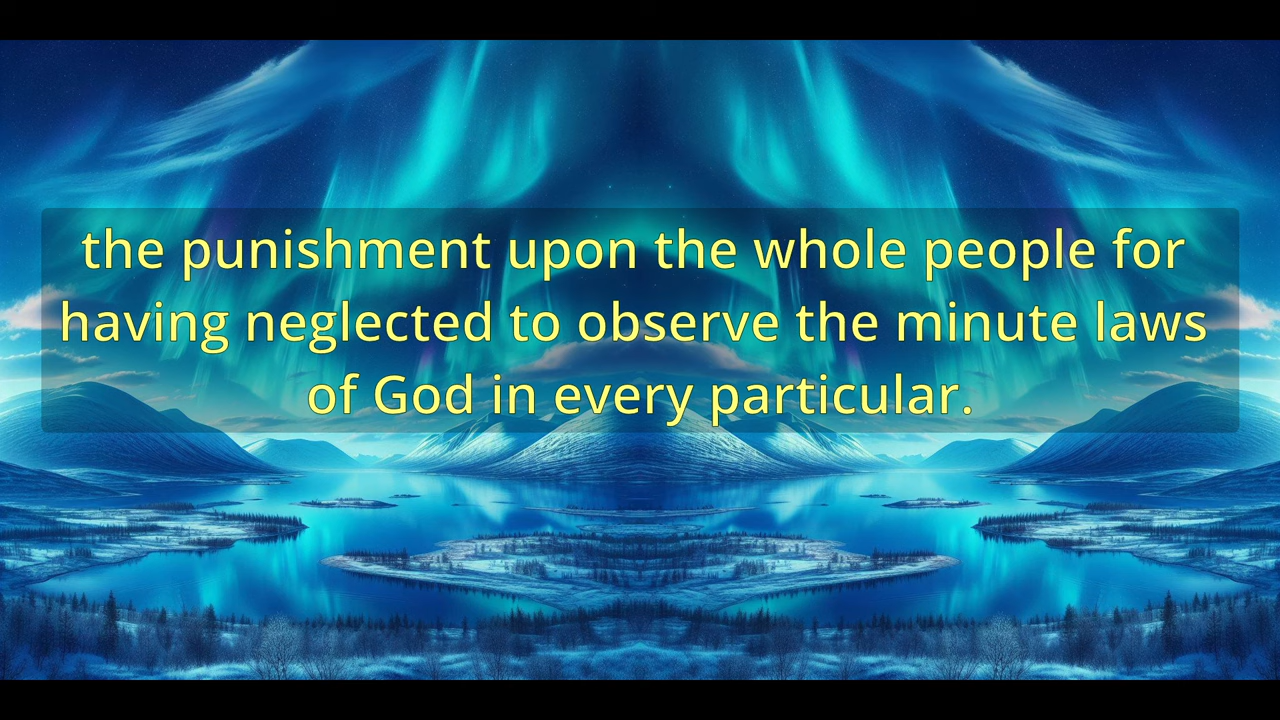 the punishment upon the whole people for
having neglected to observe the minute laws
of God in every particular.